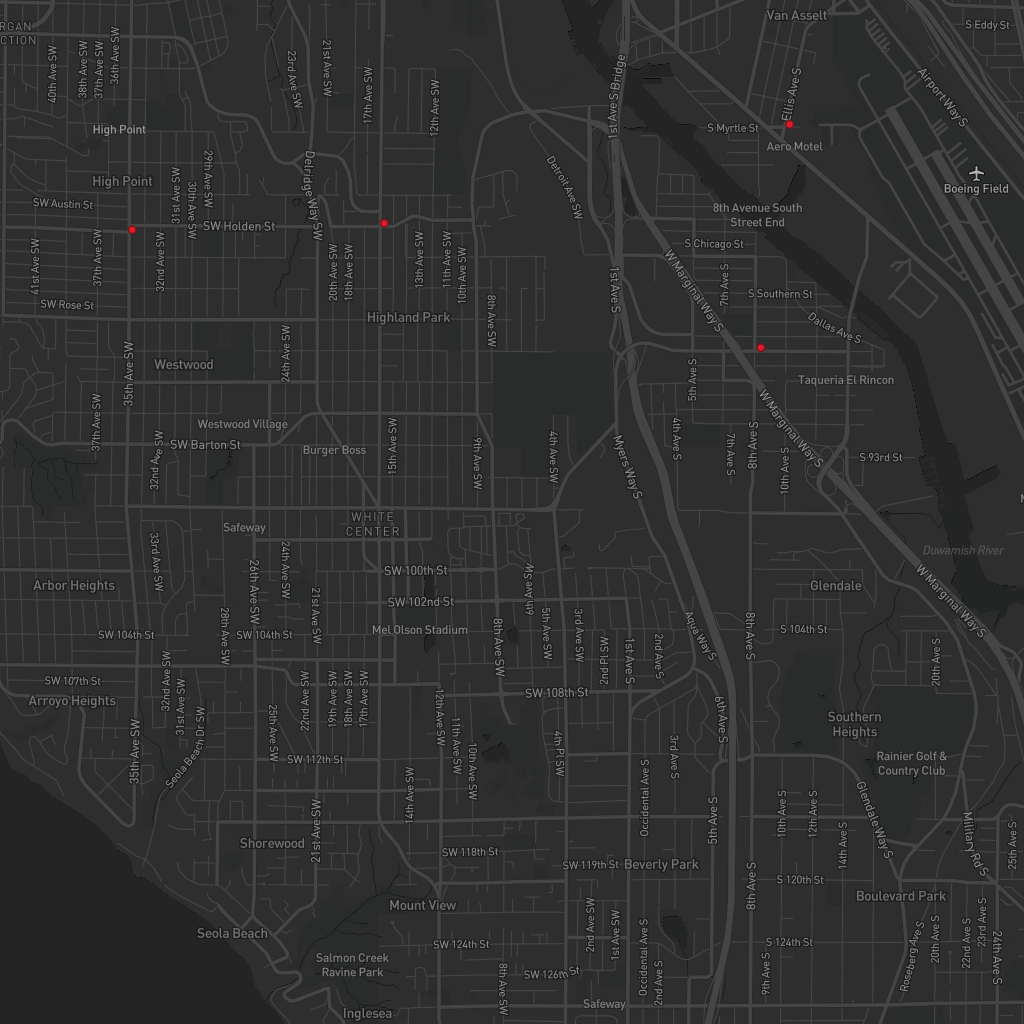 Van Asselt
S Eddy St
RGAN
CTION
40th Ave SW
38th Ave SW
37th Ave SW
36th Ave SW
23rd Ave SW
21st Ave SW
17th Ave SW
12th Ave SW
1st Ave S Bridge
Ellis Ave S
Airport Way S
High Point
S Myrtle St
Aero Motel
Boeing Field
High Point
31st Ave SW
30th Ave SW
29th Ave SW
Delridge Way SW
Detroit Ave SW
SW Austin St
SW Holden St
8th Avenue South
Street End
S Chicago St
41st Ave SW
37th Ave SW
32nd Ave SW
20th Ave SW
18th Ave SW
13th Ave SW
11th Ave SW
10th Ave SW
1st Ave S
W Marginal Way S
7th Ave S
S Southern St
SW Rose St
Highland Park
8th Ave SW
Dallas Ave S
35th Ave SW
Westwood
24th Ave SW
5th Ave S
Taqueria El Rincon
37th Ave SW
Westwood Village
SW Barton St
32nd Ave SW
Burger Boss
15th Ave SW
9th Ave SW
4th Ave SW
Myers Way S
4th Ave S
7th Ave S
8th Ave S
10th Ave S
W Marginal Way S
S 93rd St
Safeway
WHITE
CENTER
33rd Ave SW
24th Ave SW
26th Ave SW
Duwamish River
W Marginal Way S
Arbor Heights
SW 100th St
Glendale
6th Ave SW
SW 102nd St
21st Ave SW
28th Ave SW
SW 104th St
SW 104th St
Mel Olson Stadium
8th Ave SW
5th Ave SW
3rd Ave SW
2nd Pl SW
1st Ave S
2nd Ave S
Aqua Way S
8th Ave S
S 104th St
20th Ave S
SW 107th St
Arroyo Heights
32nd Ave SW
31st Ave SW
22nd Ave SW
19th Ave SW
18th Ave SW
17th Ave SW
SW 108th St
12th Ave SW
11th Ave SW
10th Ave SW
4th Pl SW
6th Ave S
Southern
Heights
35th Ave SW
Seola Beach Dr SW
25th Ave SW
SW 112th St
3rd Ave S
Rainier Golf &
Country Club
14th Ave SW
Occidental Ave S
5th Ave S
10th Ave S
12th Ave S
14th Ave S
Glendale Way S
Military Rd S
25th Ave S
Shorewood
21st Ave SW
SW 118th St
SW 119th St
Beverly Park
8th Ave S
S 120th St
Boulevard Park
Mount View
Seola Beach
SW 124th St
2nd Ave SW
1st Ave SW
Occidental Ave S
2nd Ave S
S 124th St
9th Ave S
Roseberg Ave S
20th Ave S
22nd Ave S
23rd Ave S
24th Ave S
Salmon Creek
Ravine Park
8th Ave SW
SW 126th St
Safeway
Inglesea